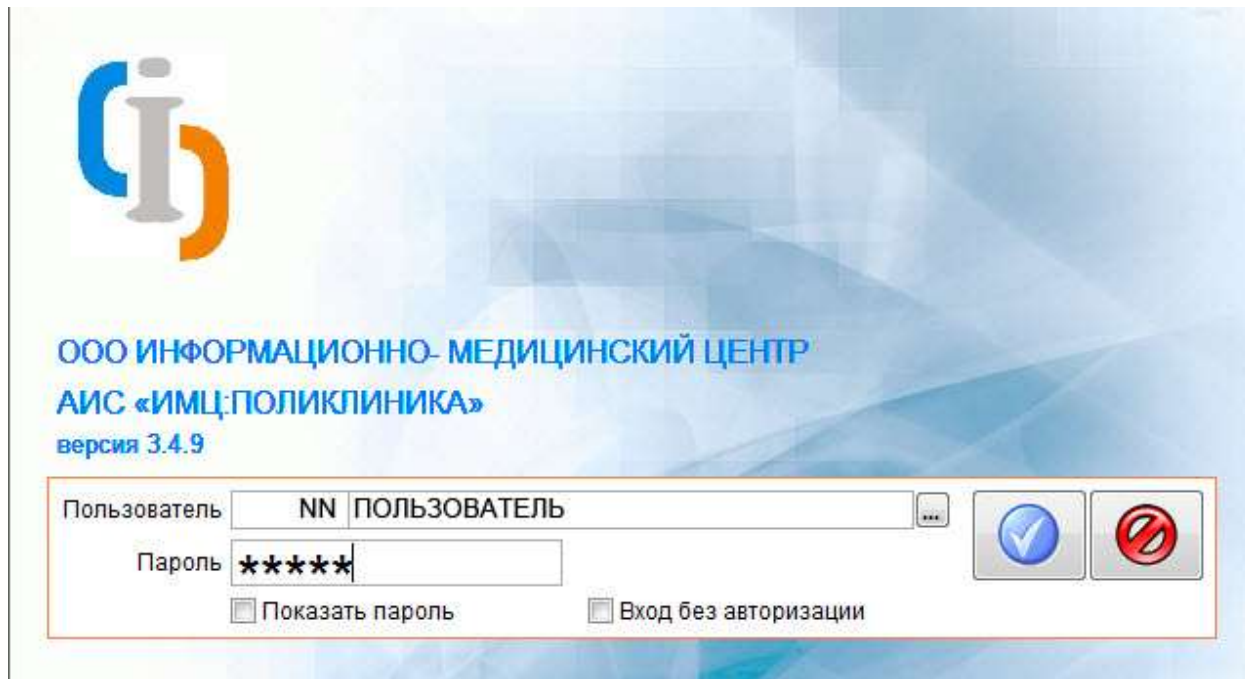 ООО ИНФОРМАЦИОННО- МЕДИЦИНСКИЙ ЦЕНТР
АИС «ИМЦ:ПОЛИКЛИНИКА»
версия 3.4.9
Пользователь NN ПОЛЬЗОВАТЕЛЬ ...
Пароль *****
Показать пароль Вход без авторизации